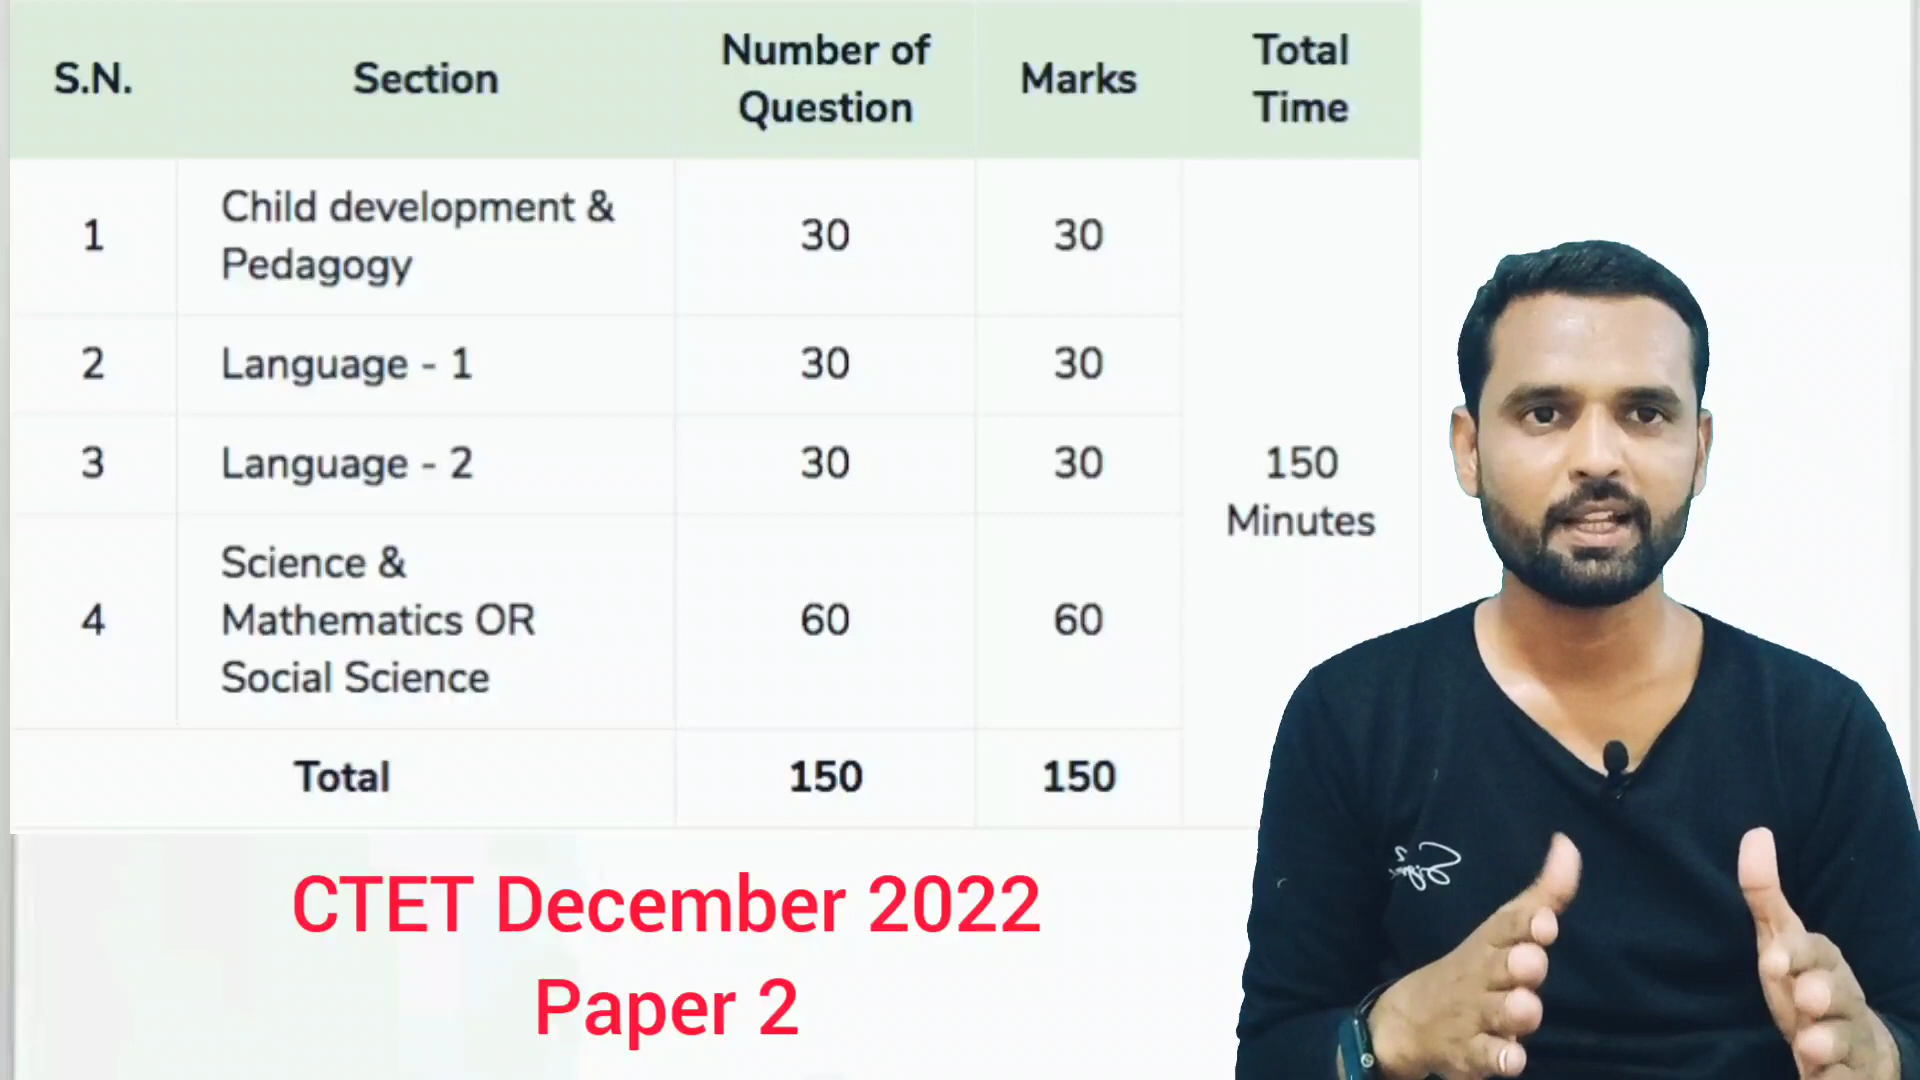 S.N.
Section
Number of
Question
Marks
Total
Time
1
Child development &
Pedagogy
30
30
2
Language - 1
30
30
3
Language - 2
30
30
150
Minutes
4
Science &
Mathematics OR
Social Science
60
60
Total
150
150
CTET December 2022
Paper 2